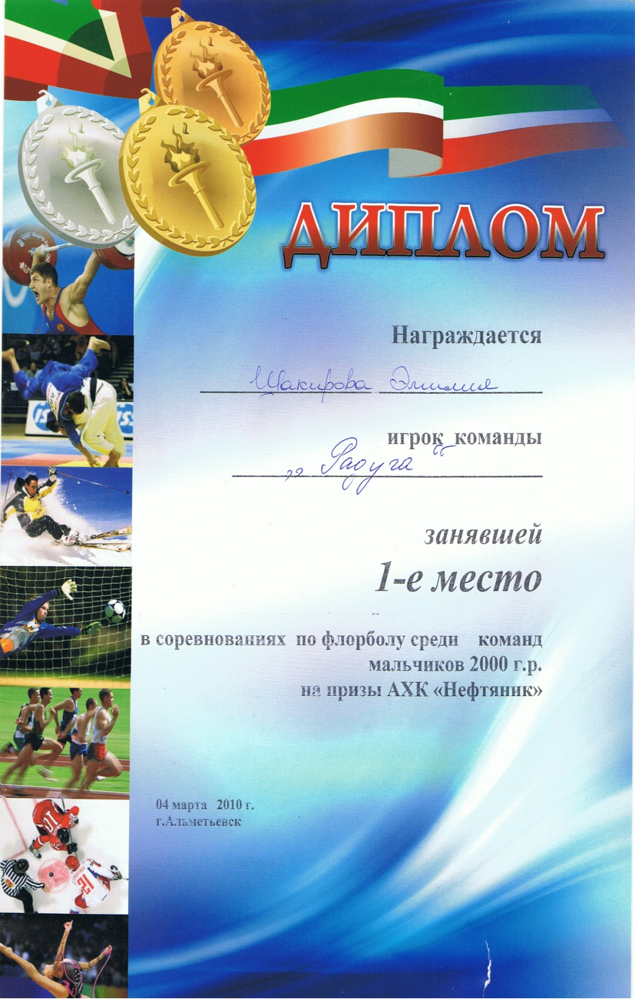 ДИПЛОМ
Награждается
Шакирова Эмилия
игрок команды
„Радуга“
занявшей
1-е место
в соревнованиях по флорболу среди команд
мальчиков 2000 г.р.
на призы АХК «Нефтяник»
04 марта 2010 г.
г.Альметьевск